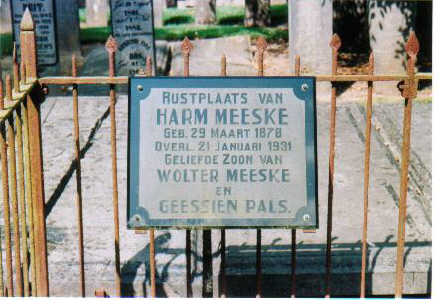 RUSTPLAATS VAN
HARM MEESKE
GEB. 29 MAART 1878
OVERL. 21 JANUARI 1931
GELIEFDE ZOON VAN
WOLTER MEESKE
EN
GEESSIEN PALS.